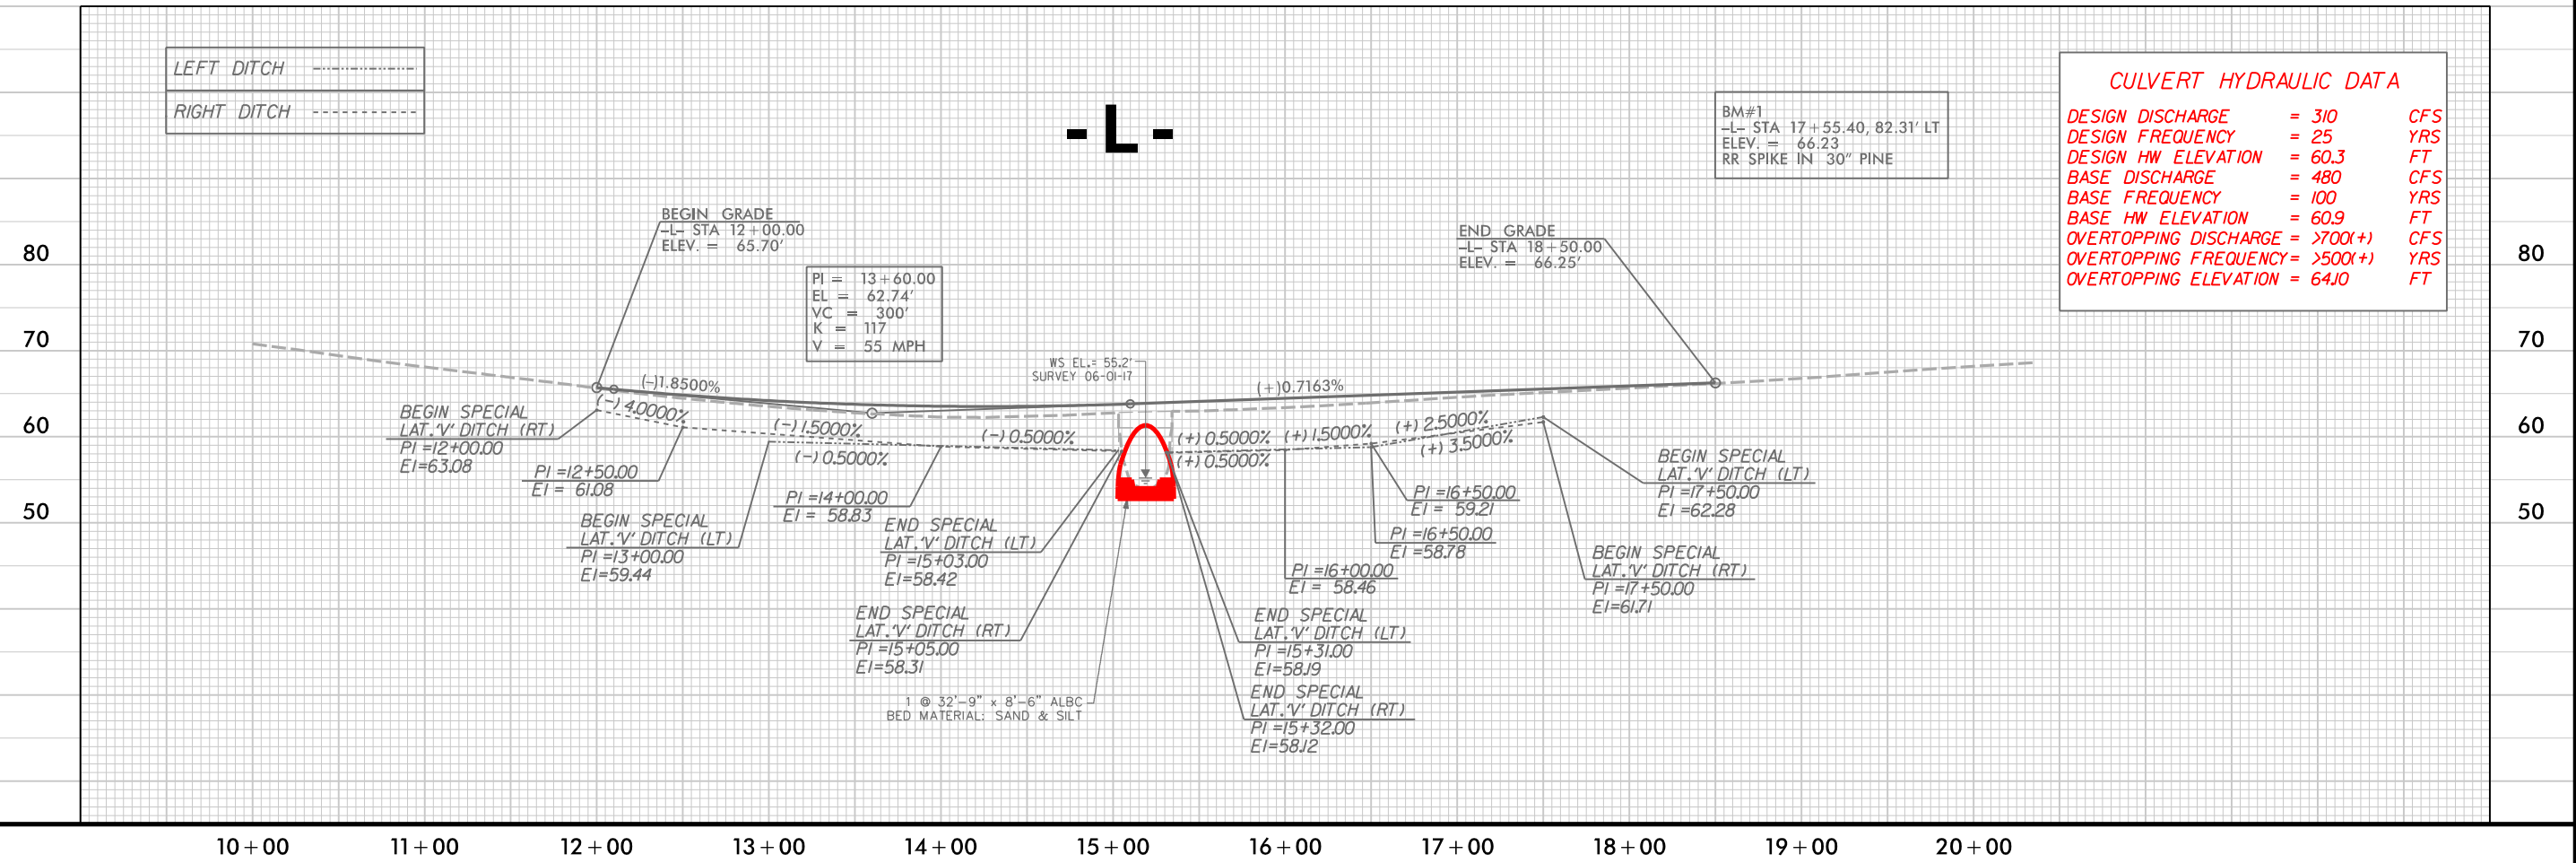 LEFT DITCH
RIGHT DITCH
- L -
BM#1
-L- STA 17+55.40, 82.31' LT
ELEV. = 66.23
RR SPIKE IN 30" PINE
CULVERT HYDRAULIC DATA
DESIGN DISCHARGE = 310 CFS
DESIGN FREQUENCY = 25 YRS
DESIGN HW ELEVATION = 60.3 FT
BASE DISCHARGE = 480 CFS
BASE FREQUENCY = 100 YRS
BASE HW ELEVATION = 60.9 FT
OVERTOPPING DISCHARGE = >700(+) CFS
OVERTOPPING FREQUENCY= >500(+) YRS
OVERTOPPING ELEVATION = 64.10 FT
BEGIN GRADE
-L- STA 12+00.00
ELEV. = 65.70'
END GRADE
-L- STA 18+50.00
ELEV. = 66.25'
PI = 13+60.00
EL = 62.74'
VC = 300'
K = 117
V = 55 MPH
WS EL.= 55.2'
SURVEY 06-01-17
80
80
70
70
60
60
50
50
(-)1.8500%
(+)0.7163%
(-) 4.0000%
(-) 1.5000%
(-) 0.5000%
(-) 0.5000%
(+) 0.5000%
(+) 0.5000%
(+) 1.5000%
(+) 2.5000%
(+) 3.5000%
BEGIN SPECIAL
LAT.'V' DITCH (RT)
PI =12+00.00
El=63.08
PI =12+50.00
El = 61.08
BEGIN SPECIAL
LAT.'V' DITCH (LT)
PI =13+00.00
El=59.44
PI =14+00.00
El = 58.83
END SPECIAL
LAT.'V' DITCH (LT)
PI =15+03.00
El=58.42
END SPECIAL
LAT.'V' DITCH (RT)
PI =15+05.00
El=58.31
1 @ 32'-9" x 8'-6" ALBC
BED MATERIAL: SAND & SILT
END SPECIAL
LAT.'V' DITCH (LT)
PI =15+31.00
El=58.19
END SPECIAL
LAT.'V' DITCH (RT)
PI =15+32.00
El=58.12
PI =16+00.00
El = 58.46
PI =16+50.00
El = 59.21
PI =16+50.00
El =58.78
BEGIN SPECIAL
LAT.'V' DITCH (LT)
PI =17+50.00
El=62.28
BEGIN SPECIAL
LAT.'V' DITCH (RT)
PI =17+50.00
El=61.71
10+00 11+00 12+00 13+00 14+00 15+00 16+00 17+00 18+00 19+00 20+00